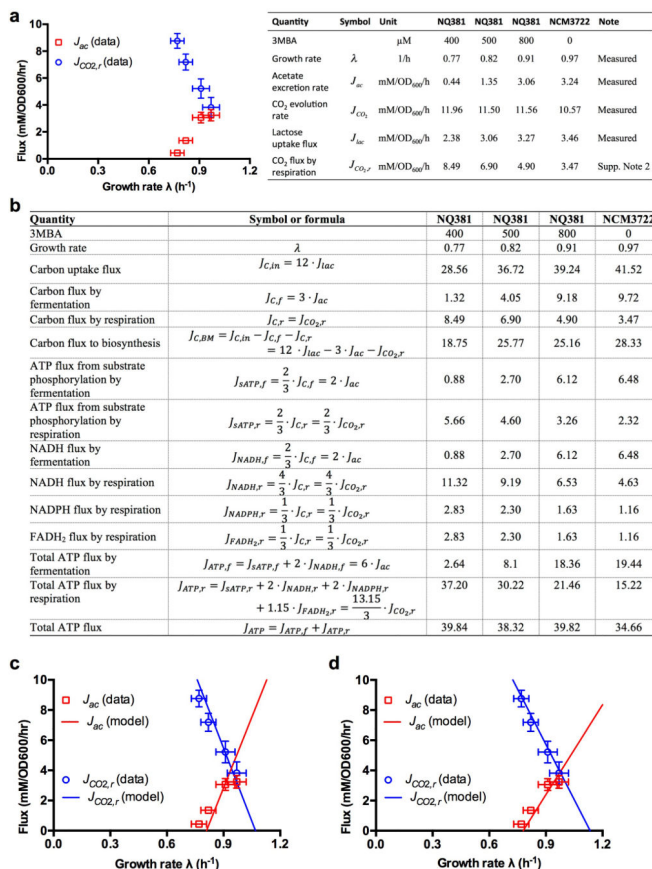 a
J_ac (data)
J_CO2,r (data)
Flux (mM/OD600/hr)
10
8
6
4
2
0
0 0.3 0.6 0.9 1.2
Growth rate λ (h⁻¹)
Quantity Symbol Unit NQ381 NQ381 NQ381 NCM3722 Note
3MBA µM 400 500 800 0
Growth rate λ 1/h 0.77 0.82 0.91 0.97 Measured
Acetate excretion rate J_ac mM/OD₆₀₀/h 0.44 1.35 3.06 3.24 Measured
CO₂ evolution rate J_CO₂ mM/OD₆₀₀/h 11.96 11.50 11.56 10.57 Measured
Lactose uptake flux J_lac mM/OD₆₀₀/h 2.38 3.06 3.27 3.46 Measured
CO₂ flux by respiration J_CO₂,r mM/OD₆₀₀/h 8.49 6.90 4.90 3.47 Supp. Note 2
b
Quantity Symbol or formula NQ381 NQ381 NQ381 NCM3722
3MBA 400 500 800 0
Growth rate λ 0.77 0.82 0.91 0.97
Carbon uptake flux J_C,in = 12 · J_lac 28.56 36.72 39.24 41.52
Carbon flux by fermentation J_C,f = 3 · J_ac 1.32 4.05 9.18 9.72
Carbon flux by respiration J_C,r = J_CO₂,r 8.49 6.90 4.90 3.47
Carbon flux to biosynthesis J_C,BM = J_C,in − J_C,f − J_C,r = 12 · J_lac − 3 · J_ac − J_CO₂,r 18.75 25.77 25.16 28.33
ATP flux from substrate phosphorylation by fermentation J_sATP,f = 2/3 · J_C,f = 2 · J_ac 0.88 2.70 6.12 6.48
ATP flux from substrate phosphorylation by respiration J_sATP,r = 2/3 · J_C,r = 2/3 · J_CO₂,r 5.66 4.60 3.26 2.32
NADH flux by fermentation J_NADH,f = 2/3 · J_C,f = 2 · J_ac 0.88 2.70 6.12 6.48
NADH flux by respiration J_NADH,r = 4/3 · J_C,r = 4/3 · J_CO₂,r 11.32 9.19 6.53 4.63
NADPH flux by respiration J_NADPH,r = 1/3 · J_C,r = 1/3 · J_CO₂,r 2.83 2.30 1.63 1.16
FADH₂ flux by respiration J_FADH₂,r = 1/3 · J_C,r = 1/3 · J_CO₂,r 2.83 2.30 1.63 1.16
Total ATP flux by fermentation J_ATP,f = J_sATP,f + 2 · J_NADH,f = 6 · J_ac 2.64 8.1 18.36 19.44
Total ATP flux by respiration J_ATP,r = J_sATP,r + 2 · J_NADH,r + 2 · J_NADPH,r + 1.15 · J_FADH₂,r = 13.15/3 · J_CO₂,r 37.20 30.22 21.46 15.22
Total ATP flux J_ATP = J_ATP,f + J_ATP,r 39.84 38.32 39.82 34.66
c
J_ac (data)
J_ac (model)
J_CO2,r (data)
J_CO2,r (model)
Flux (mM/OD600/hr)
10
8
6
4
2
0
0 0.3 0.6 0.9 1.2
Growth rate λ (h⁻¹)
d
J_ac (data)
J_ac (model)
J_CO2,r (data)
J_CO2,r (model)
Flux (mM/OD600/hr)
10
8
6
4
2
0
0 0.3 0.6 0.9 1.2
Growth rate λ (h⁻¹)